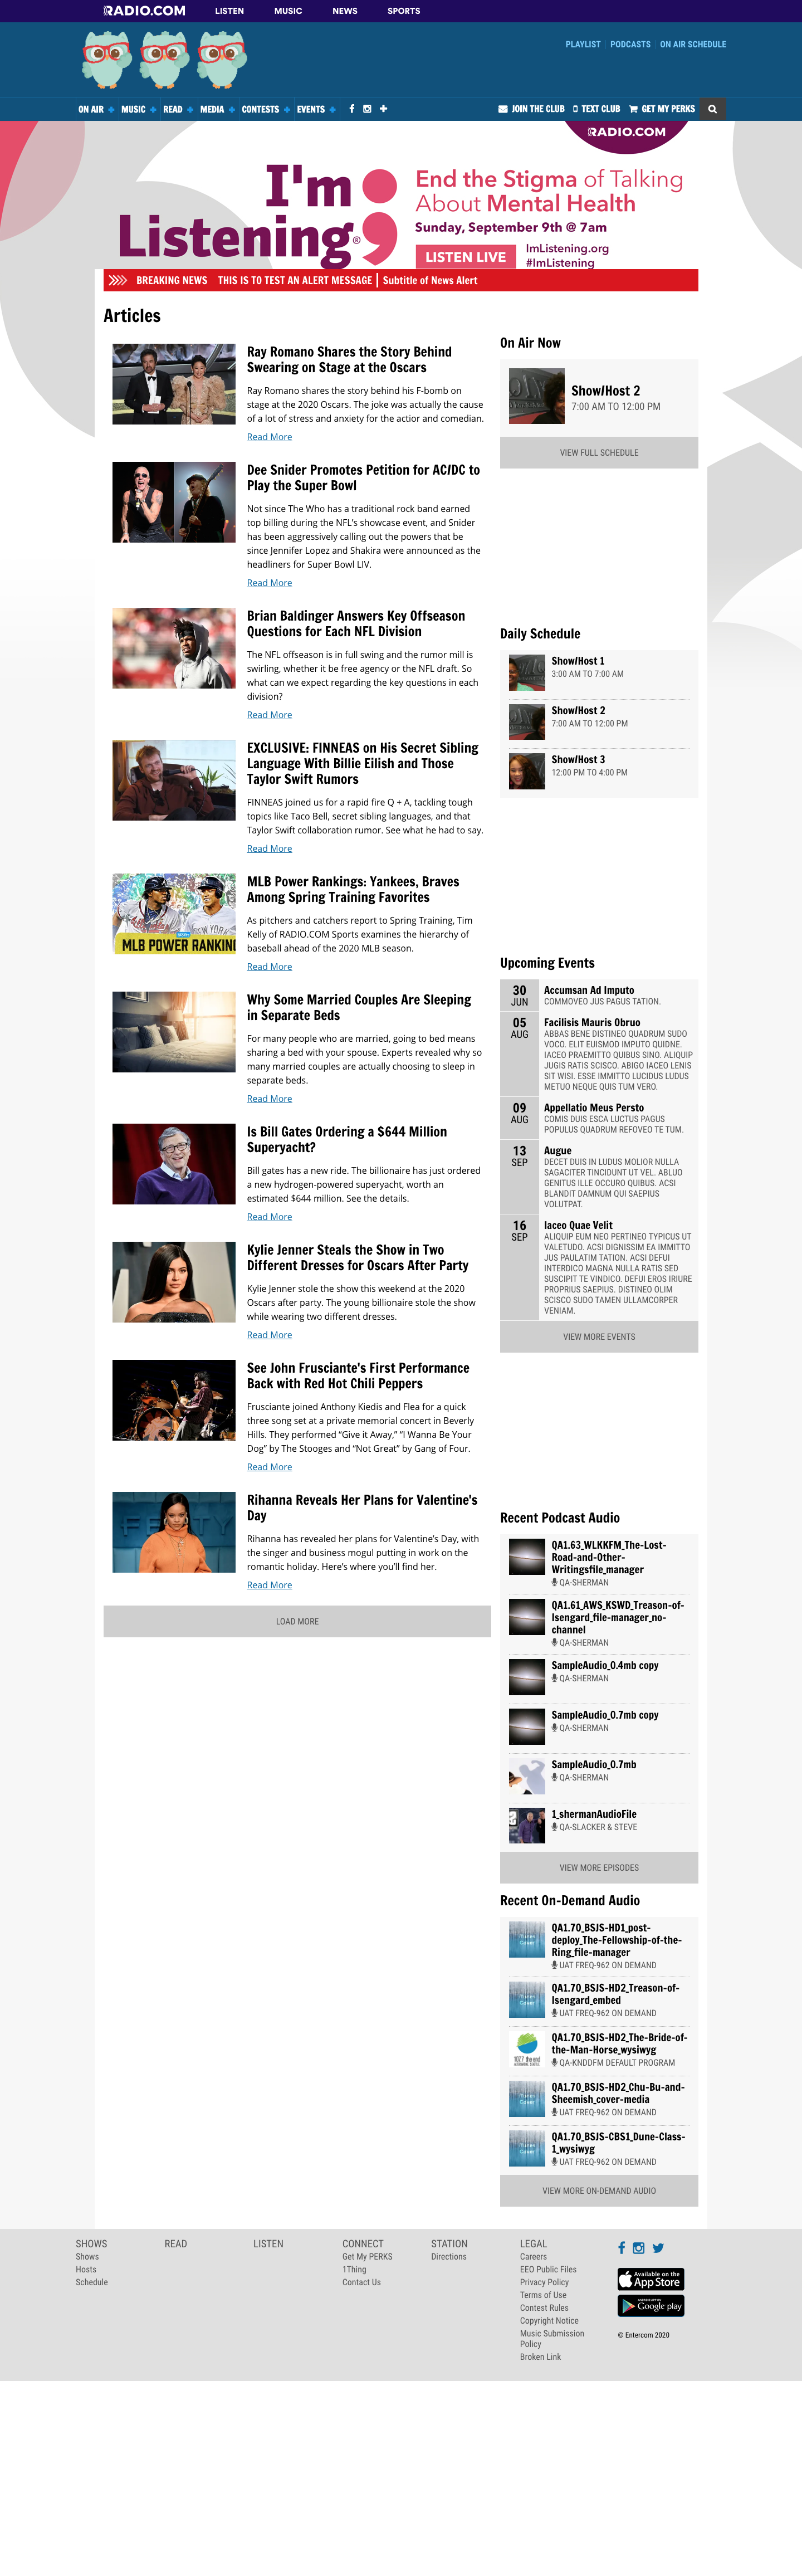 RADIO.COM LISTEN MUSIC NEWS SPORTS
PLAYLIST PODCASTS ON AIR SCHEDULE
ON AIR MUSIC READ MEDIA CONTESTS EVENTS JOIN THE CLUB TEXT CLUB GET MY PERKS
RADIO.COM
I'm
Listening®
End the Stigma of Talking
About Mental Health
Sunday, September 9th @ 7am
LISTEN LIVE
ImListening.org
#ImListening
BREAKING NEWS THIS IS TO TEST AN ALERT MESSAGE Subtitle of News Alert
Articles
Ray Romano Shares the Story Behind
Swearing on Stage at the Oscars
Ray Romano shares the story behind his F-bomb on
stage at the 2020 Oscars. The joke was actually the cause
of a lot of stress and anxiety for the actior and comedian.
Read More
Dee Snider Promotes Petition for AC/DC to
Play the Super Bowl
Not since The Who has a traditional rock band earned
top billing during the NFL's showcase event, and Snider
has been aggressively calling out the powers that be
since Jennifer Lopez and Shakira were announced as the
headliners for Super Bowl LIV.
Read More
Brian Baldinger Answers Key Offseason
Questions for Each NFL Division
The NFL offseason is in full swing and the rumor mill is
swirling, whether it be free agency or the NFL draft. So
what can we expect regarding the key questions in each
division?
Read More
EXCLUSIVE: FINNEAS on His Secret Sibling
Language With Billie Eilish and Those
Taylor Swift Rumors
FINNEAS joined us for a rapid fire Q + A, tackling tough
topics like Taco Bell, secret sibling languages, and that
Taylor Swift collaboration rumor. See what he had to say.
Read More
MLB POWER RANKIN
MLB Power Rankings: Yankees, Braves
Among Spring Training Favorites
As pitchers and catchers report to Spring Training, Tim
Kelly of RADIO.COM Sports examines the hierarchy of
baseball ahead of the 2020 MLB season.
Read More
Why Some Married Couples Are Sleeping
in Separate Beds
For many people who are married, going to bed means
sharing a bed with your spouse. Experts revealed why so
many married couples are actually choosing to sleep in
separate beds.
Read More
Is Bill Gates Ordering a $644 Million
Superyacht?
Bill gates has a new ride. The billionaire has just ordered
a new hydrogen-powered superyacht, worth an
estimated $644 million. See the details.
Read More
Kylie Jenner Steals the Show in Two
Different Dresses for Oscars After Party
Kylie Jenner stole the show this weekend at the 2020
Oscars after party. The young billionaire stole the show
while wearing two different dresses.
Read More
See John Frusciante's First Performance
Back with Red Hot Chili Peppers
Frusciante joined Anthony Kiedis and Flea for a quick
three song set at a private memorial concert in Beverly
Hills. They performed “Give it Away,” “I Wanna Be Your
Dog” by The Stooges and “Not Great” by Gang of Four.
Read More
Rihanna Reveals Her Plans for Valentine's
Day
Rihanna has revealed her plans for Valentine’s Day, with
the singer and business mogul putting in work on the
romantic holiday. Here’s where you’ll find her.
Read More
LOAD MORE
On Air Now
Show/Host 2
7:00 AM TO 12:00 PM
VIEW FULL SCHEDULE
Daily Schedule
Show/Host 1
3:00 AM TO 7:00 AM
Show/Host 2
7:00 AM TO 12:00 PM
Show/Host 3
12:00 PM TO 4:00 PM
Upcoming Events
30 JUN
Accumsan Ad Imputo
COMMOVEO JUS PAGUS TATION.
05 AUG
Facilisis Mauris Obruo
ABBAS BENE DISTINEO QUADRUM SUDO
VOCO. ELIT EUISMOD IMPUTO QUIDNE.
IACEO PRAEMITTO QUIBUS SINO. ALIQUIP
JUGIS RATIS SCISCO. ABIGO IACEO LENIS
SIT WISI. ESSE IMMITTO LUCIDUS LUDUS
METUO NEQUE QUIS TUM VERO.
09 AUG
Appellatio Meus Persto
COMIS DUIS ESCA LUCTUS PAGUS
POPULUS QUADRUM REFOVEO TE TUM.
13 SEP
Augue
DECET DUIS IN LUDUS MOLIOR NULLA
SAGACITER TINCIDUNT UT VEL. ABLUO
GENITUS ILLE OCCURO QUIBUS. ACSI
BLANDIT DAMNUM QUI SAEPIUS
VOLUTPAT.
16 SEP
Iaceo Quae Velit
ALIQUIP EUM NEO PERTINEO TYPICUS UT
VALETUDO. ACSI DIGNISSIM EA IMMITTO
JUS PAULATIM TATION. ACSI DEFUI
INTERDICO MAGNA NULLA RATIS SED
SUSCIPIT TE VINDICO. DEFUI EROS IRIURE
PROPRIUS SAEPIUS. DISTINEO OLIM
SCISCO SUDO TAMEN ULLAMCORPER
VENIAM.
VIEW MORE EVENTS
Recent Podcast Audio
QA1.63_WLKKFM_The-Lost-
Road-and-Other-
Writingsfile_manager
QA-SHERMAN
QA1.61_AWS_KSWD_Treason-of-
Isengard_file-manager_no-
channel
QA-SHERMAN
SampleAudio_0.4mb copy
QA-SHERMAN
SampleAudio_0.7mb copy
QA-SHERMAN
SampleAudio_0.7mb
QA-SHERMAN
1_shermanAudioFile
QA-SLACKER & STEVE
VIEW MORE EPISODES
Recent On-Demand Audio
QA1.70_BSJS-HD1_post-
deploy_The-Fellowship-of-the-
Ring_file-manager
UAT FREQ-962 ON DEMAND
QA1.70_BSJS-HD2_Treason-of-
Isengard_embed
UAT FREQ-962 ON DEMAND
QA1.70_BSJS-HD2_The-Bride-of-
the-Man-Horse_wysiwyg
QA-KNDDFM DEFAULT PROGRAM
QA1.70_BSJS-HD2_Chu-Bu-and-
Sheemish_cover-media
UAT FREQ-962 ON DEMAND
QA1.70_BSJS-CBS1_Dune-Class-
1_wysiwyg
UAT FREQ-962 ON DEMAND
VIEW MORE ON-DEMAND AUDIO
SHOWS
Shows
Hosts
Schedule
READ
LISTEN
CONNECT
Get My PERKS
1Thing
Contact Us
STATION
Directions
LEGAL
Careers
EEO Public Files
Privacy Policy
Terms of Use
Contest Rules
Copyright Notice
Music Submission
Policy
Broken Link
Available on the
App Store
Google play
© Entercom 2020